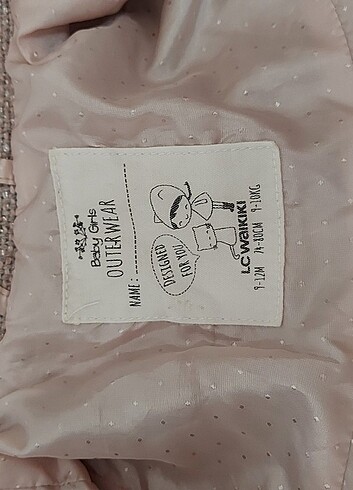 Baby Girls
OUTERWEAR
NAME:
DESIGNED
FOR YOU
LC WAIKIKI
9-12M 74-80CM 9-10KG